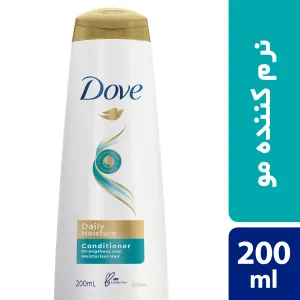 Dove
Daily
Moisture
Conditioner
Strengthens and
Moisturises Hair
200mL
نرم کننده مو
200
ml